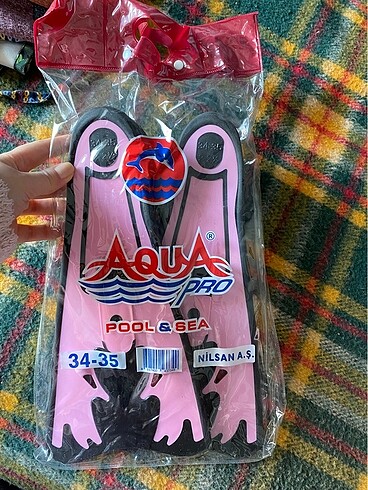 AQUA®
PRO
POOL & SEA
34-35
NİLSAN A.Ş.